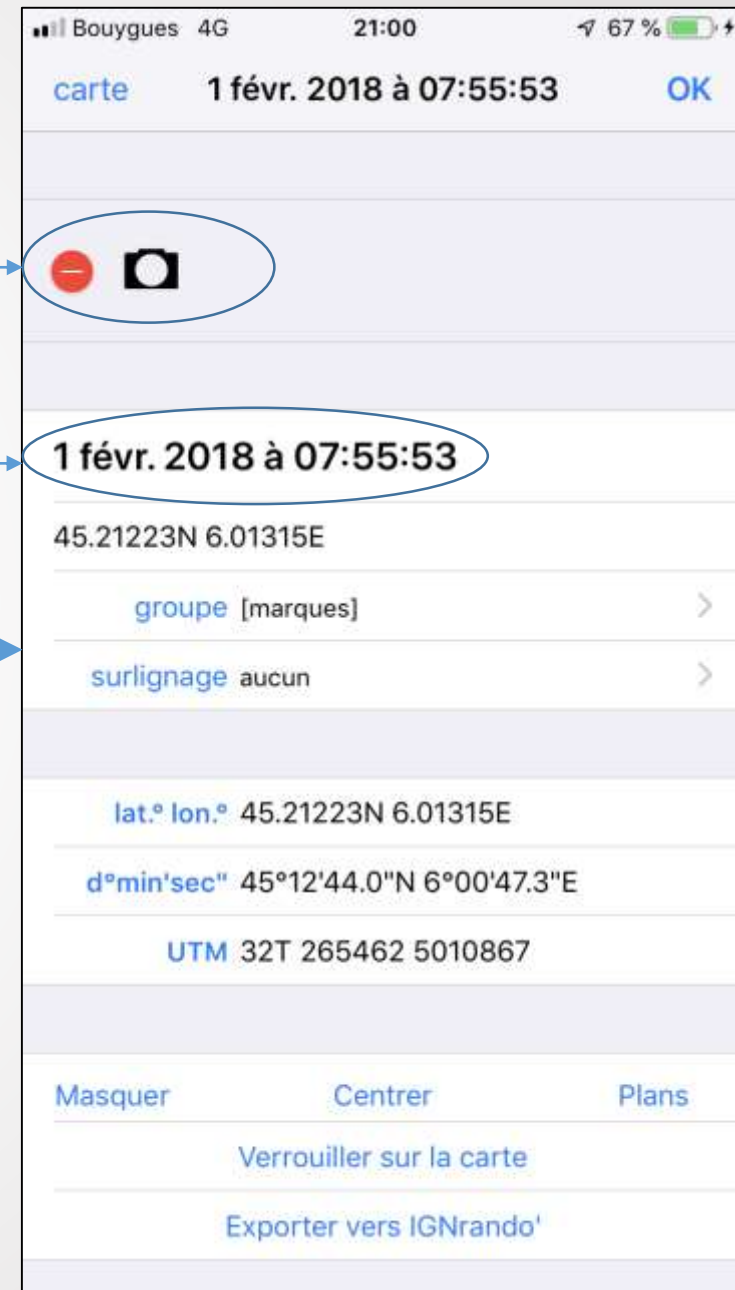 Bouygues 4G 21:00 67 %
carte 1 févr. 2018 à 07:55:53 OK
1 févr. 2018 à 07:55:53
45.21223N 6.01315E
groupe [marques]
surlignage aucun
lat.° lon.° 45.21223N 6.01315E
d°min'sec" 45°12'44.0"N 6°00'47.3"E
UTM 32T 265462 5010867
Masquer Centrer Plans
Verrouiller sur la carte
Exporter vers IGNrando'